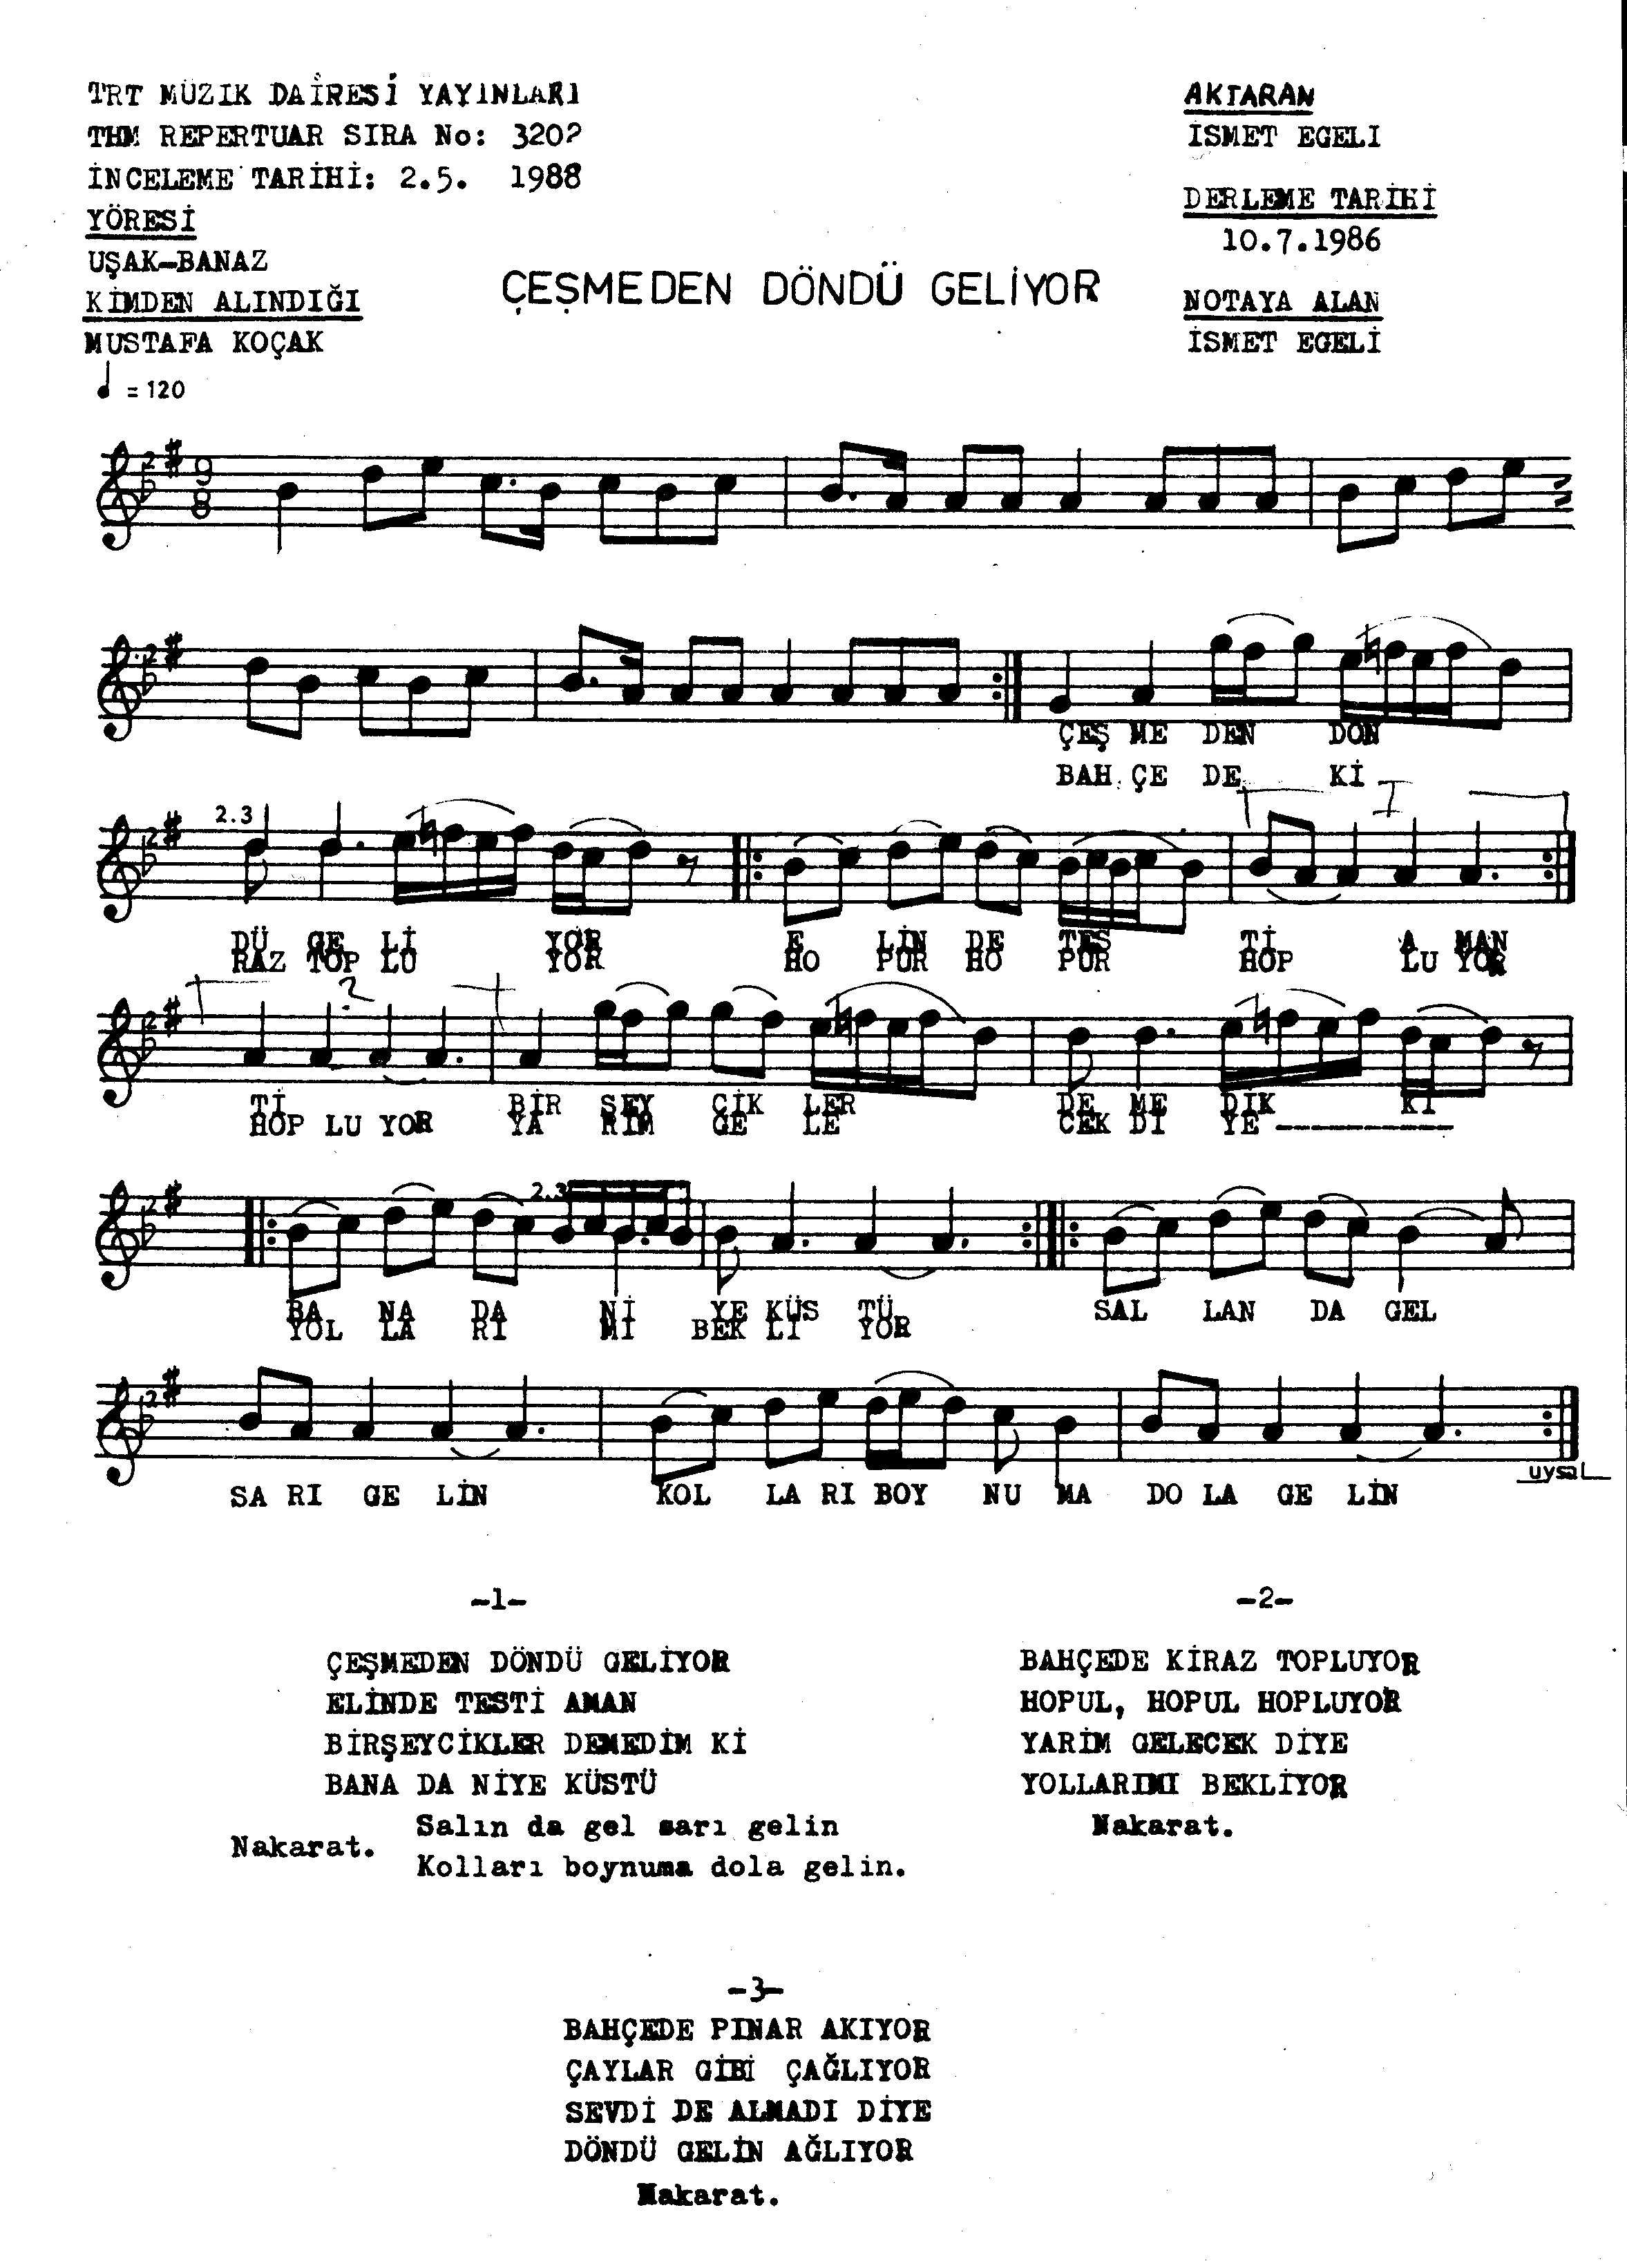 TRT MÜZIK DAİRESİ YAYINLARI
THM REPERTUAR SIRA No: 3202
İNCELEME TARİHİ: 2.5. 1988
YÖRESİ
UŞAK-BANAZ
KİMDEN ALINDIĞI
MUSTAFA KOÇAK
AKTARAN
İSMET EGELI
DERLEME TARİHİ
10.7.1986
NOTAYA ALAN
İSMET EGELİ
ÇEŞMEDEN DÖNDÜ GELİYOR
= 120
9
8
ÇEŞ ME DEN DÖN
BAH ÇE DE Kİ
2.3
DÜ GE Lİ YOR E LİN DE TES Tİ A MAN
RAZ TOP LU YOR HO PUR HO PUR HOP LU YOR
2
Tİ BİR ŞEY CİK LER DE ME DİK Kİ
HOP LU YOR YA RİM GE LE CEK Dİ YE
2.3
BA NA DA Nİ YE KÜS TÜ SAL LAN DA GEL
YOL LA RI MI BEK Lİ YOR
SA RI GE LİN KOL LA RI BOY NU MA DO LA GE LİN
uysal
-1-
ÇEŞMEDEN DÖNDÜ GELİYOR
ELİNDE TESTİ AMAN
BİRŞEYCİKLER DEMEDİM Kİ
BANA DA NİYE KÜSTÜ
Nakarat.
Salın da gel sarı gelin
Kolları boynuma dola gelin.
-2-
BAHÇEDE KİRAZ TOPLUYOR
HOPUL, HOPUL HOPLUYOR
YARİM GELECEK DİYE
YOLLARIMI BEKLİYOR
Nakarat.
-3-
BAHÇEDE PINAR AKIYOR
ÇAYLAR GİBİ ÇAĞLIYOR
SEVDİ DE ALMADI DİYE
DÖNDÜ GELİN AĞLIYOR
Nakarat.